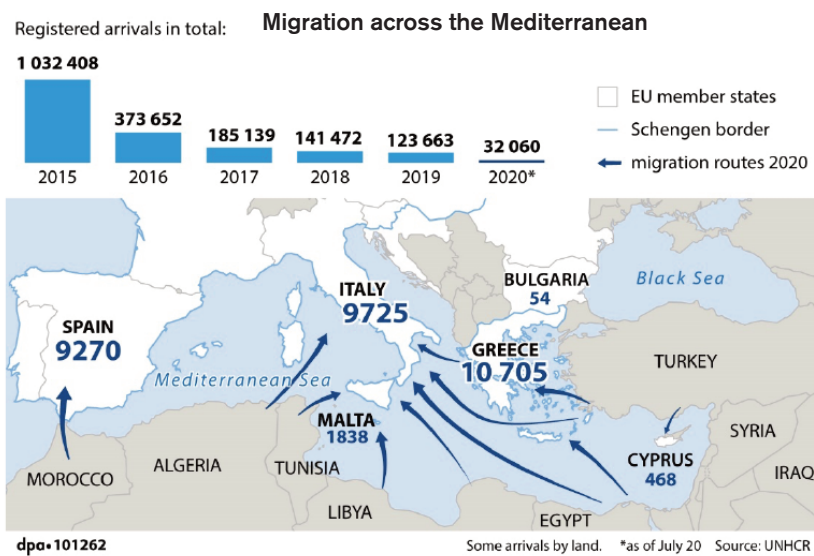 Migration across the Mediterranean
Registered arrivals in total:
1 032 408
373 652
185 139
141 472
123 663
32 060
2015
2016
2017
2018
2019
2020*
EU member states
Schengen border
migration routes 2020
SPAIN
9270
ITALY
9725
BULGARIA
54
Black Sea
GREECE
10 705
TURKEY
Mediterranean Sea
MALTA
1838
CYPRUS
468
SYRIA
IRAQ
MOROCCO
ALGERIA
TUNISIA
LIBYA
EGYPT
dpa•101262
Some arrivals by land. *as of July 20 Source: UNHCR